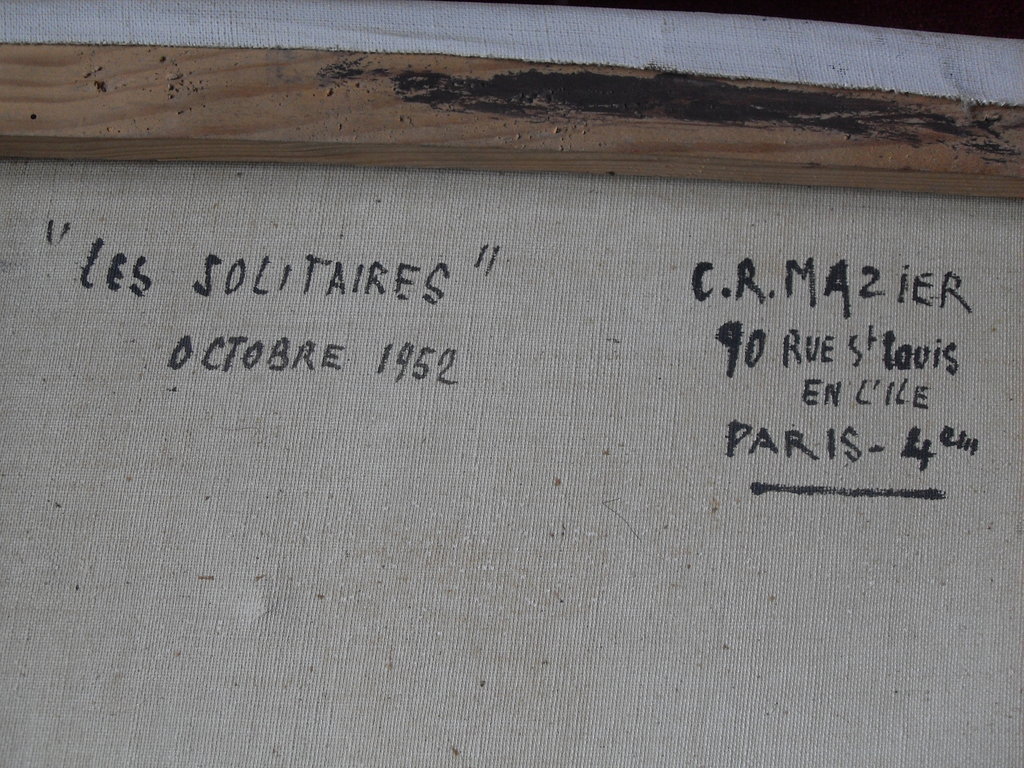 "LES SOLITAIRES"
OCTOBRE 1952
C.R. MAZIER
90 RUE St Louis
EN L'ILE
PARIS - 4em